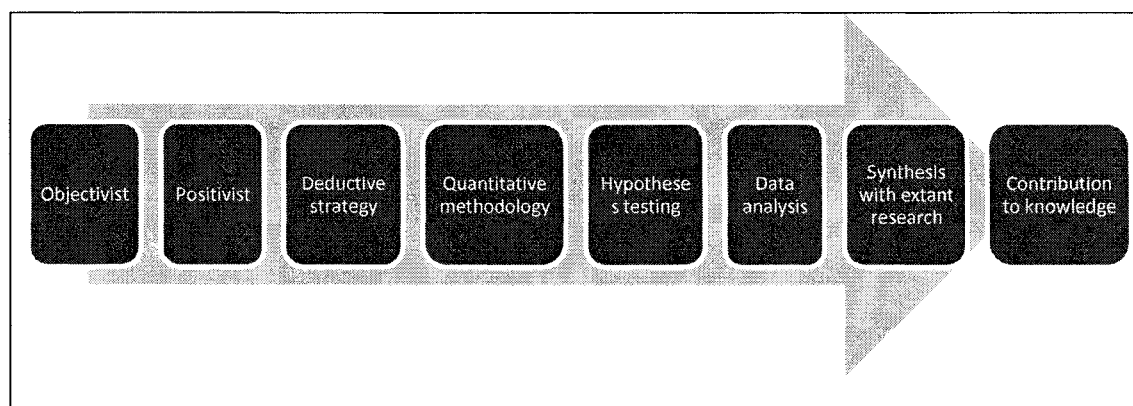 Objectivist
Positivist
Deductive
strategy
Quantitative
methodology
Hypothese
s testing
Data
analysis
Synthesis
with extant
research
Contribution
to knowledge